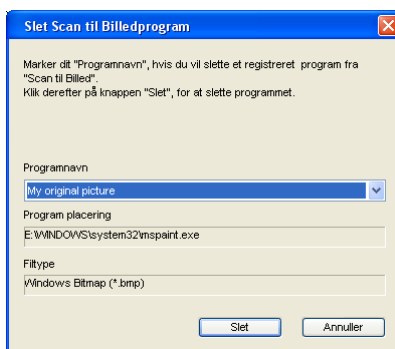 Slet Scan til Billedprogram
Marker dit "Programnavn", hvis du vil slette et registreret program fra
"Scan til Billed".
Klik derefter på knappen "Slet", for at slette programmet.
Programnavn
My original picture
Program placering
E:\WINDOWS\system32\mspaint.exe
Filtype
Windows Bitmap (*.bmp)
Slet
Annuller